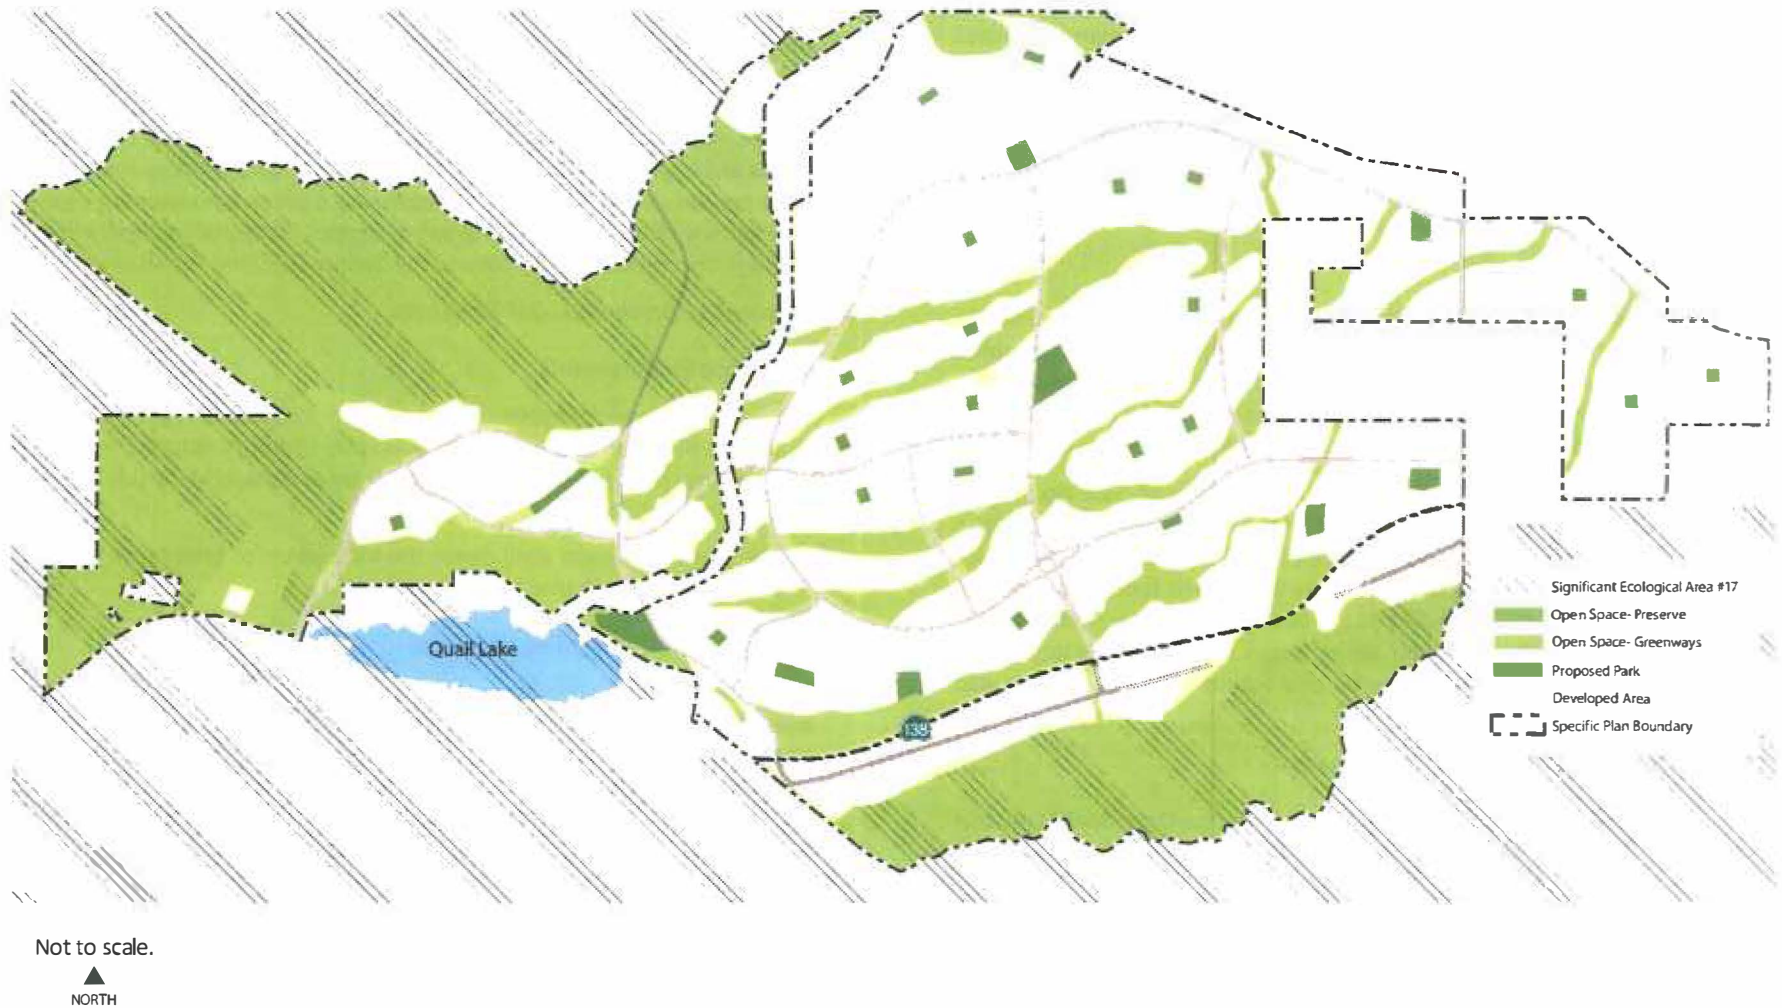 Quail Lake
138
Significant Ecological Area #17
Open Space- Preserve
Open Space- Greenways
Proposed Park
Developed Area
Specific Plan Boundary
Not to scale.
NORTH